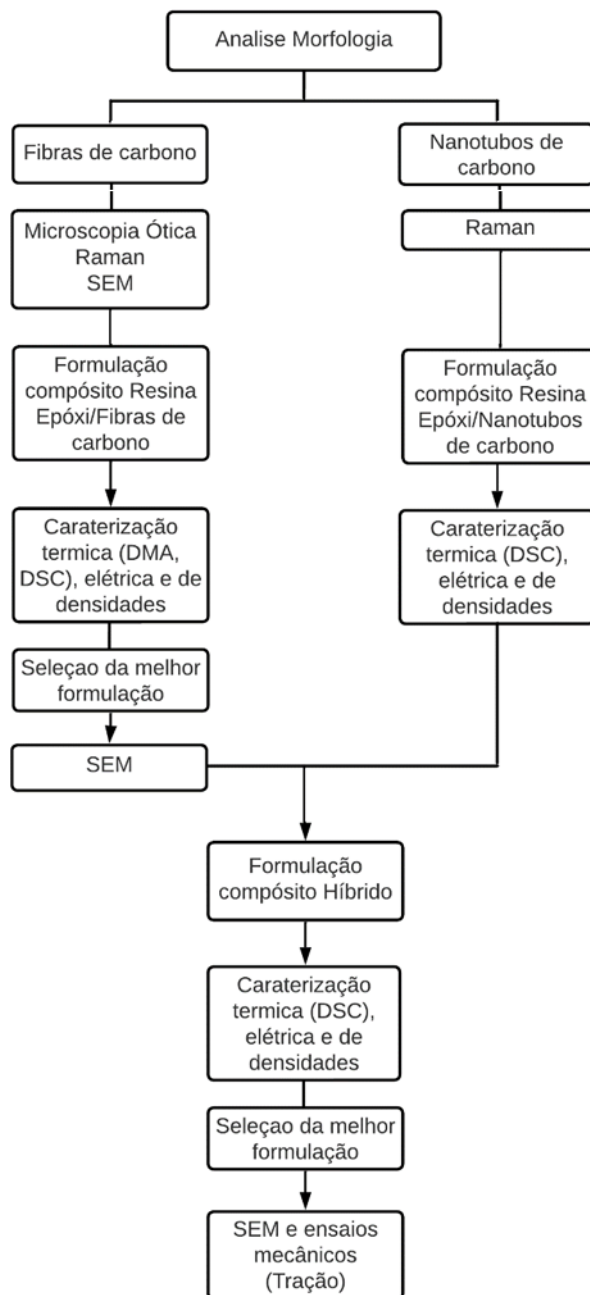 Analise Morfologia
Fibras de carbono
Nanotubos de
carbono
Microscopia Ótica
Raman
SEM
Raman
Formulação
compósito Resina
Epóxi/Fibras de
carbono
Formulação
compósito Resina
Epóxi/Nanotubos
de carbono
Caraterização
termica (DMA,
DSC), elétrica e de
densidades
Caraterização
termica (DSC),
elétrica e de
densidades
Seleçao da melhor
formulação
SEM
Formulação
compósito Híbrido
Caraterização
termica (DSC),
elétrica e de
densidades
Seleçao da melhor
formulação
SEM e ensaios
mecânicos
(Tração)